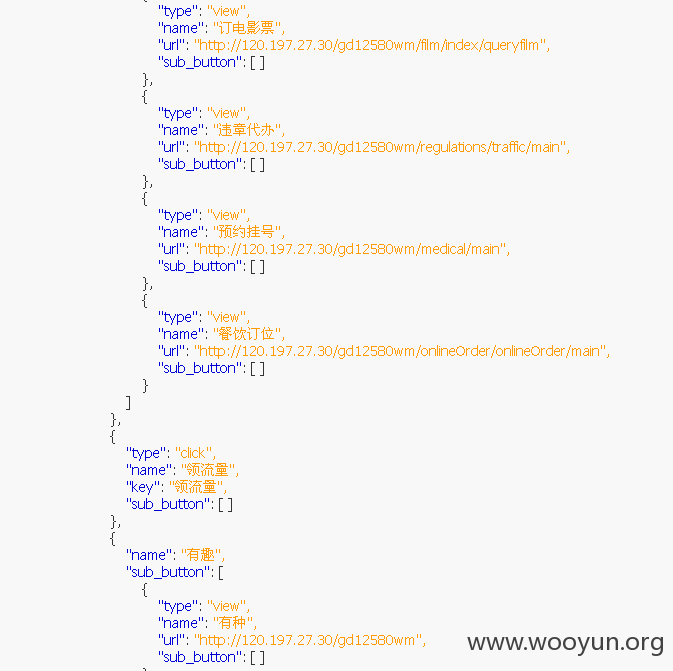 "type": "view",
"name": "订电影票",
"url": "http://120.197.27.30/gd12580wm/film/index/queryfilm",
"sub_button": [ ]
},
{
"type": "view",
"name": "违章代办",
"url": "http://120.197.27.30/gd12580wm/regulations/traffic/main",
"sub_button": [ ]
},
{
"type": "view",
"name": "预约挂号",
"url": "http://120.197.27.30/gd12580wm/medical/main",
"sub_button": [ ]
},
{
"type": "view",
"name": "餐饮订位",
"url": "http://120.197.27.30/gd12580wm/onlineOrder/onlineOrder/main",
"sub_button": [ ]
}
]
},
{
"type": "click",
"name": "领流量",
"key": "领流量",
"sub_button": [ ]
},
{
"name": "有趣",
"sub_button": [
{
"type": "view",
"name": "有种",
"url": "http://120.197.27.30/gd12580wm",
"sub_button": [ ]
www.wooyun.org